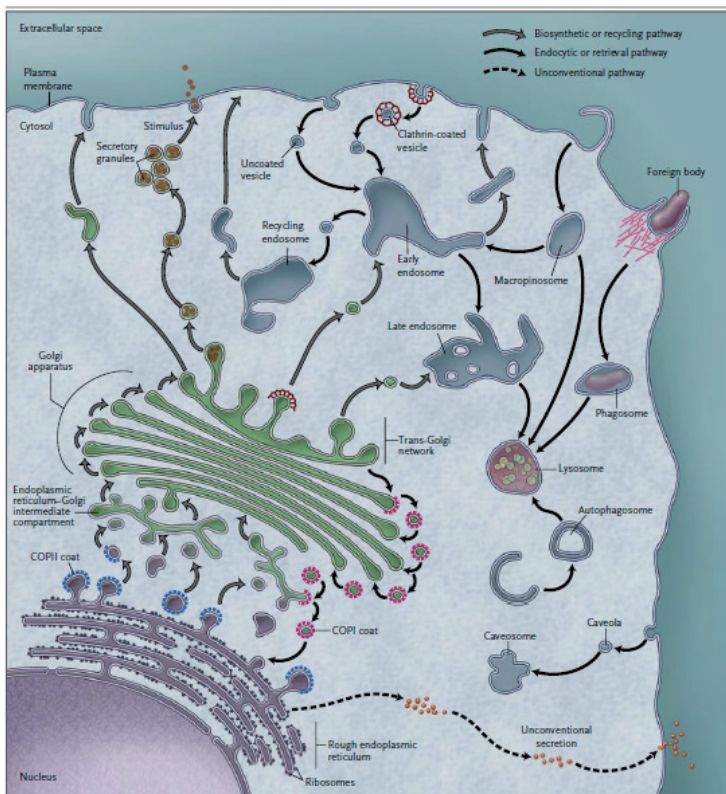 Extracellular space
Biosynthetic or recycling pathway
Endocytic or retrieval pathway
Unconventional pathway
Plasma
membrane
Cytosol
Stimulus
Secretory
granules
Uncoated
vesicle
Clathrin-coated
vesicle
Foreign body
Recycling
endosome
Early
endosome
Macropinosome
Late endosome
Golgi
apparatus
Phagosome
Trans-Golgi
network
Lysosome
Endoplasmic
reticulum–Golgi
intermediate
compartment
Autophagosome
COPII coat
Caveosome
Caveola
COPI coat
Unconventional
secretion
Rough endoplasmic
reticulum
Nucleus
Ribosomes